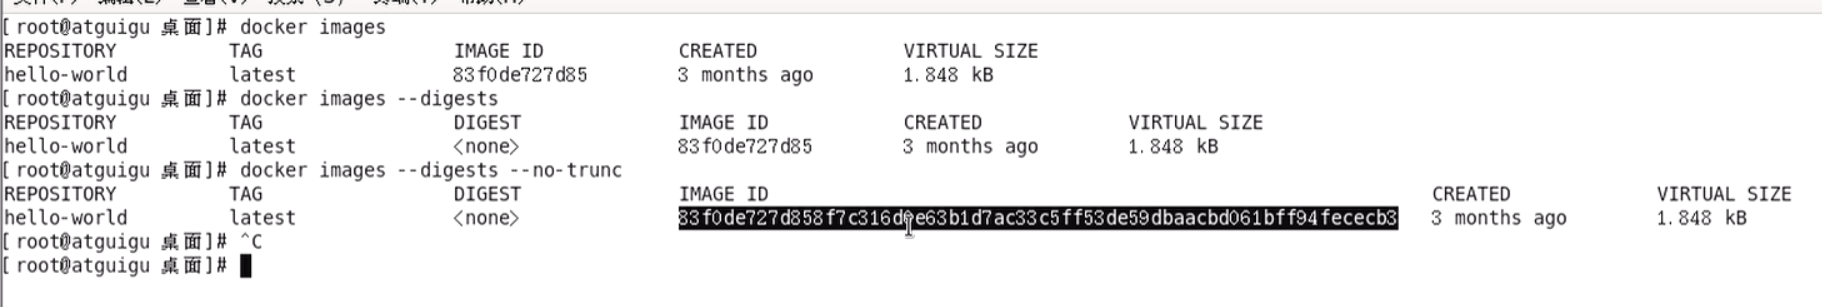 [root@atguigu 桌面]# docker images
REPOSITORY TAG IMAGE ID CREATED VIRTUAL SIZE
hello-world latest 83f0de727d85 3 months ago 1.848 kB
[root@atguigu 桌面]# docker images --digests
REPOSITORY TAG DIGEST IMAGE ID CREATED VIRTUAL SIZE
hello-world latest <none> 83f0de727d85 3 months ago 1.848 kB
[root@atguigu 桌面]# docker images --digests --no-trunc
REPOSITORY TAG DIGEST IMAGE ID CREATED VIRTUAL SIZE
hello-world latest <none> 83f0de727d858f7c316d0e63b1d7ac33c5ff53de59dbaacbd061bff94fececb3 3 months ago 1.848 kB
[root@atguigu 桌面]# ^C
[root@atguigu 桌面]#